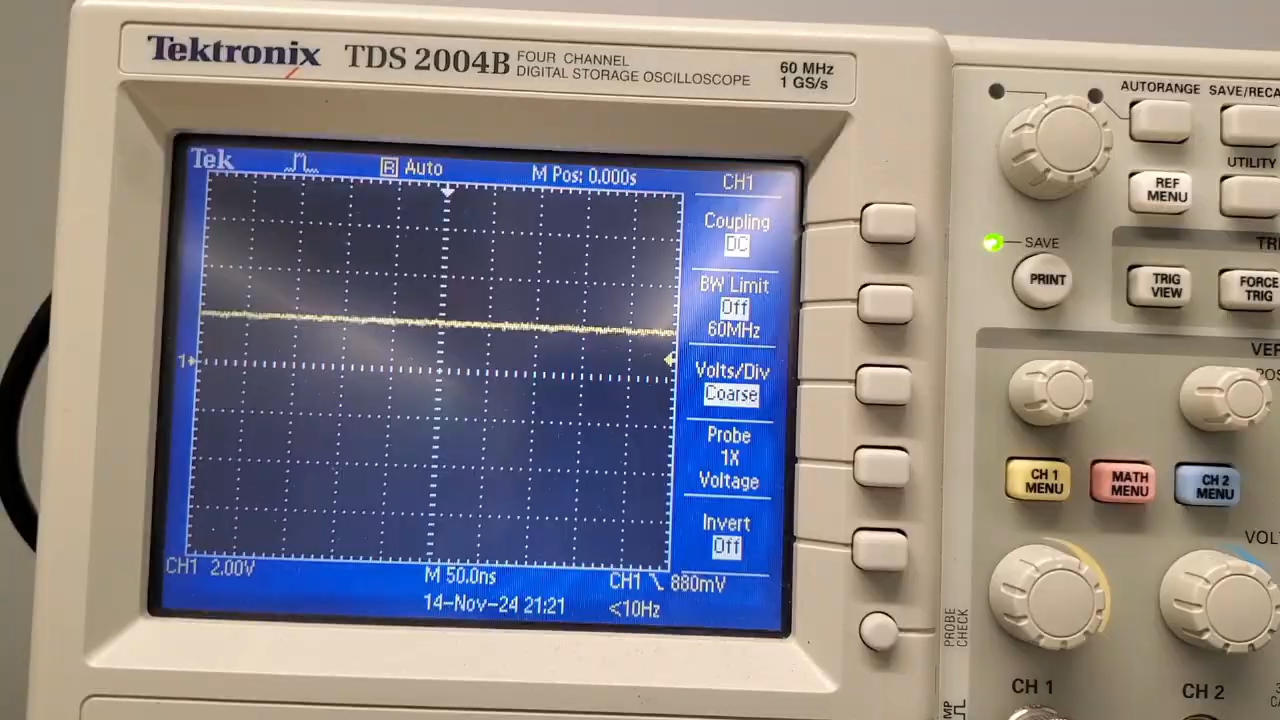 Tektronix TDS 2004B FOUR CHANNEL DIGITAL STORAGE OSCILLOSCOPE 60 MHz 1 GS/s
Tek R Auto M Pos: 0.000s CH1
Coupling
DC
BW Limit
Off
60MHz
Volts/Div
Coarse
Probe
1X
Voltage
Invert
Off
1
CH1 2.00V M 50.0ns CH1 880mV
14-Nov-24 21:21 <10Hz
AUTORANGE
UTILITY
REF MENU
SAVE
PRINT
TRIG VIEW
FORCE TRIG
CH 1 MENU
MATH MENU
CH 2 MENU
PROBE CHECK
CH 1
CH 2